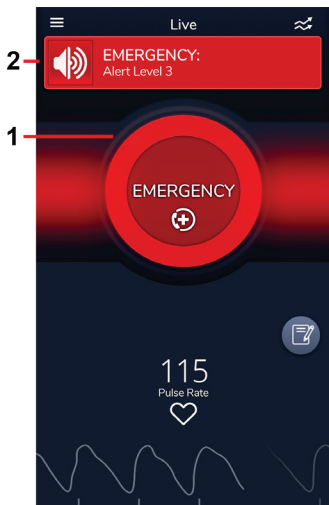 Live
2
EMERGENCY:
Alert Level 3
1
EMERGENCY
115
Pulse Rate